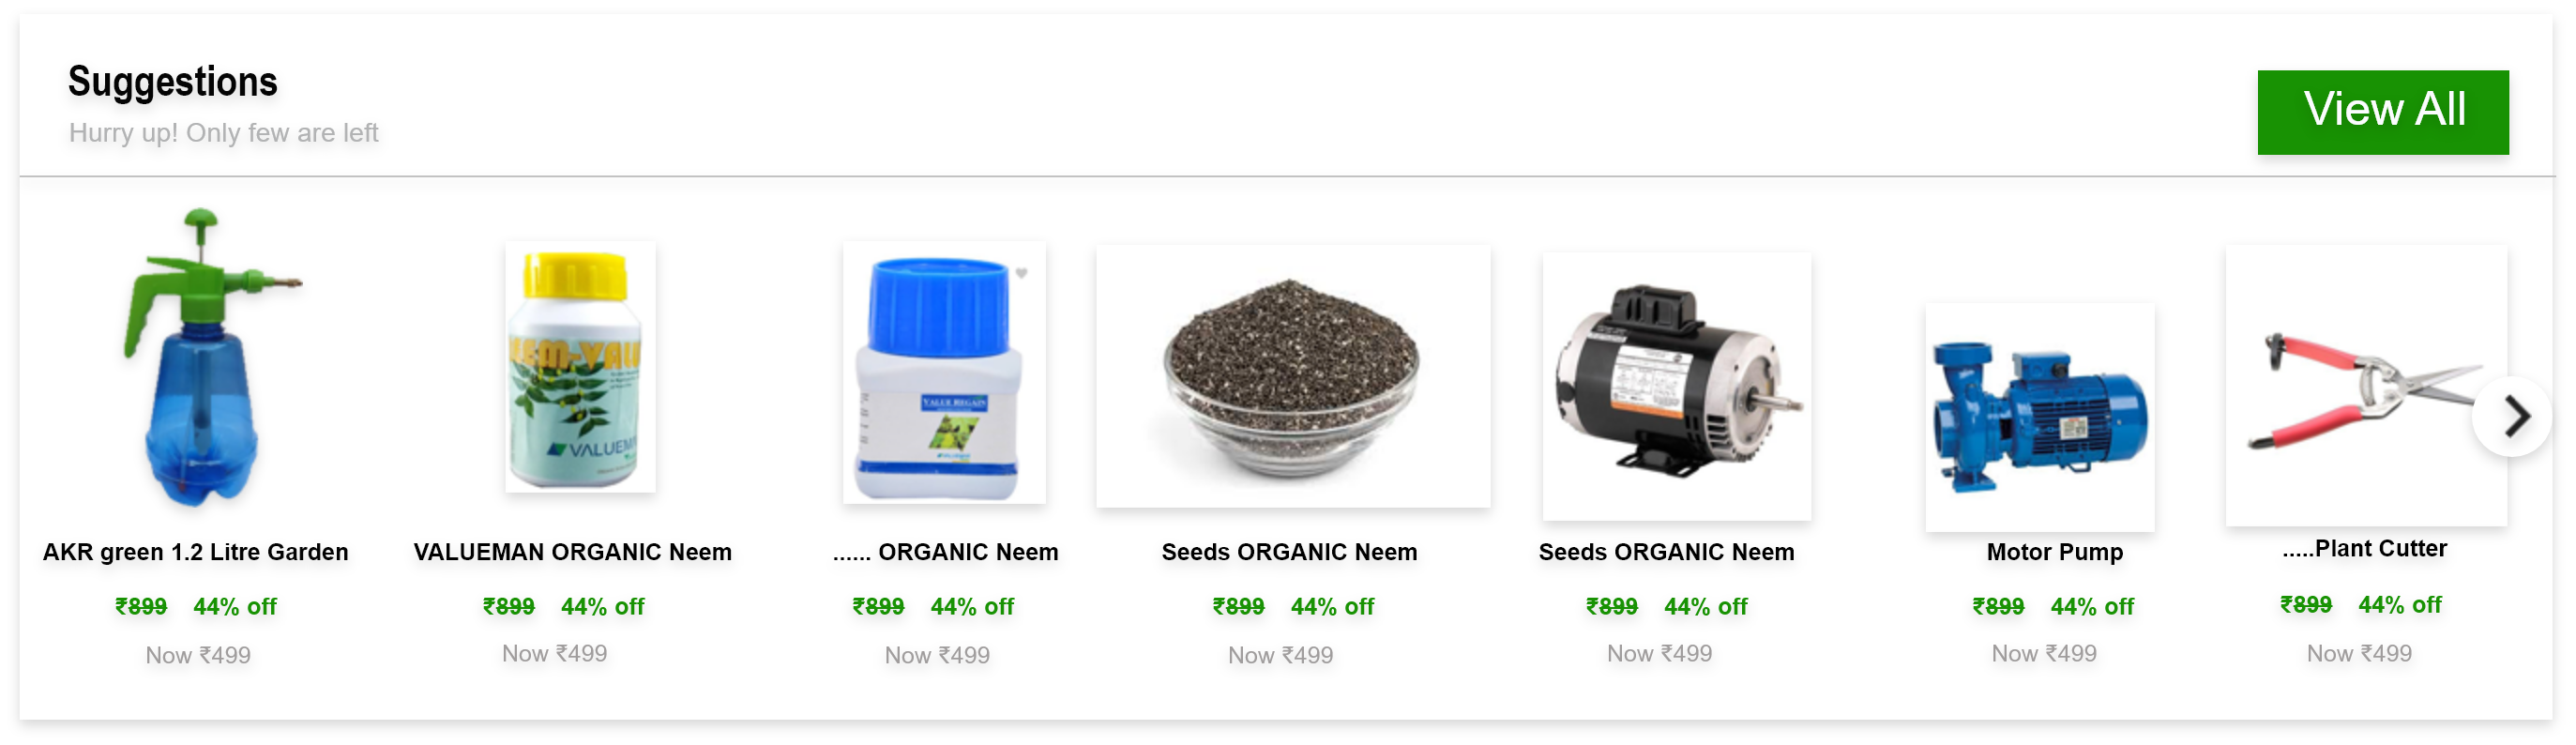 Suggestions
Hurry up! Only few are left
View All
VALUEM
VALUE REGAIN
AKR green 1.2 Litre Garden
VALUEMAN ORGANIC Neem
...... ORGANIC Neem
Seeds ORGANIC Neem
Seeds ORGANIC Neem
Motor Pump
.....Plant Cutter
₹899 44% off
₹899 44% off
₹899 44% off
₹899 44% off
₹899 44% off
₹899 44% off
₹899 44% off
Now ₹499
Now ₹499
Now ₹499
Now ₹499
Now ₹499
Now ₹499
Now ₹499